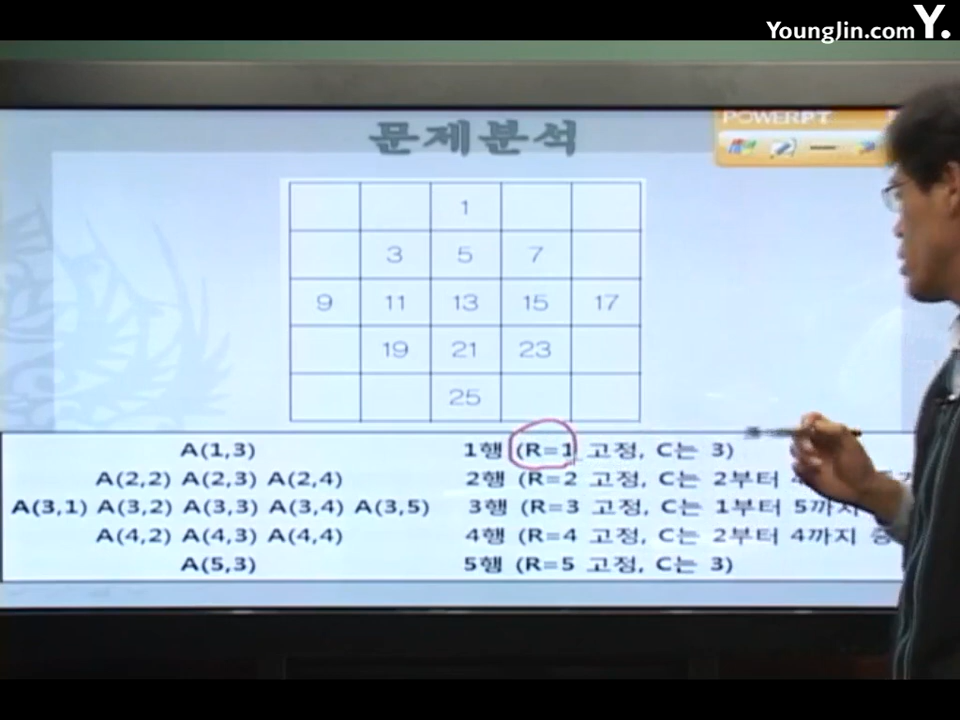 YoungJin.com Y.
POWERPT
문제분석
1
3 5 7
9 11 13 15 17
19 21 23
25
A(1,3) 1행 (R=1 고정, C는 3)
A(2,2) A(2,3) A(2,4) 2행 (R=2 고정, C는 2부터
A(3,1) A(3,2) A(3,3) A(3,4) A(3,5) 3행 (R=3 고정, C는 1부터 5까지
A(4,2) A(4,3) A(4,4) 4행 (R=4 고정, C는 2부터 4까지 증
A(5,3) 5행 (R=5 고정, C는 3)